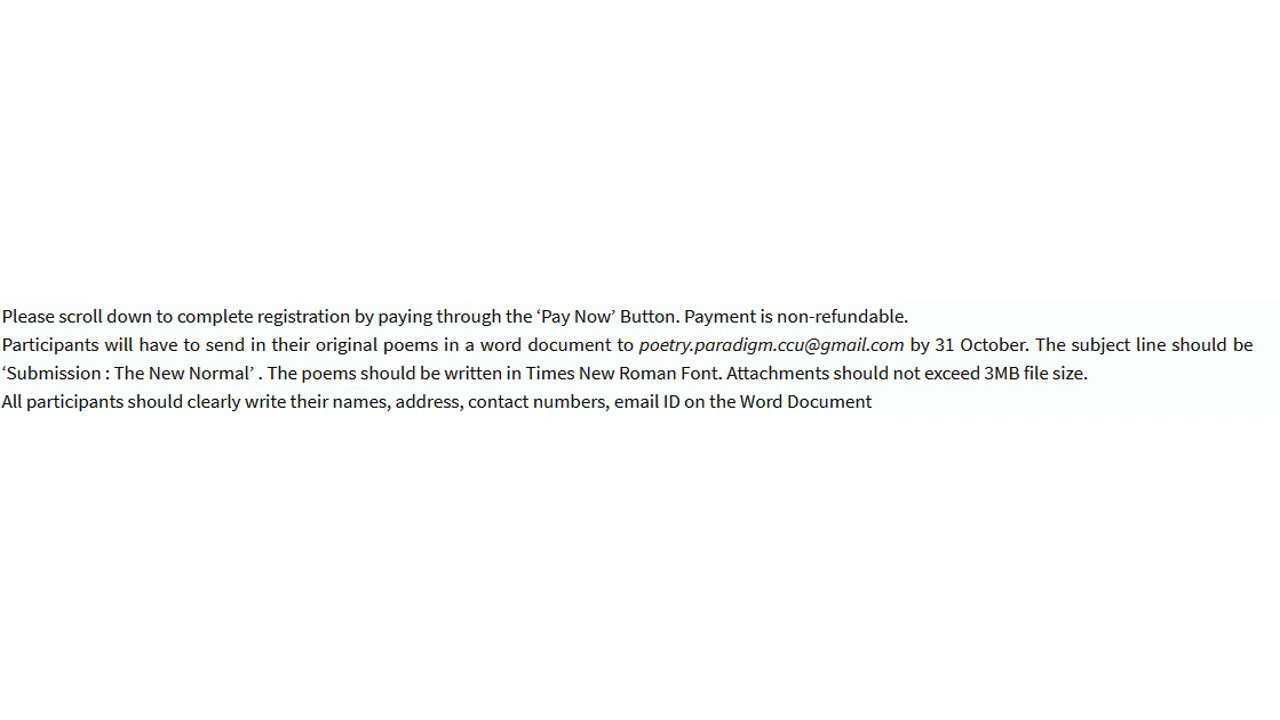 Please scroll down to complete registration by paying through the ‘Pay Now’ Button. Payment is non-refundable.
Participants will have to send in their original poems in a word document to poetry.paradigm.ccu@gmail.com by 31 October. The subject line should be
‘Submission : The New Normal’ . The poems should be written in Times New Roman Font. Attachments should not exceed 3MB file size.
All participants should clearly write their names, address, contact numbers, email ID on the Word Document